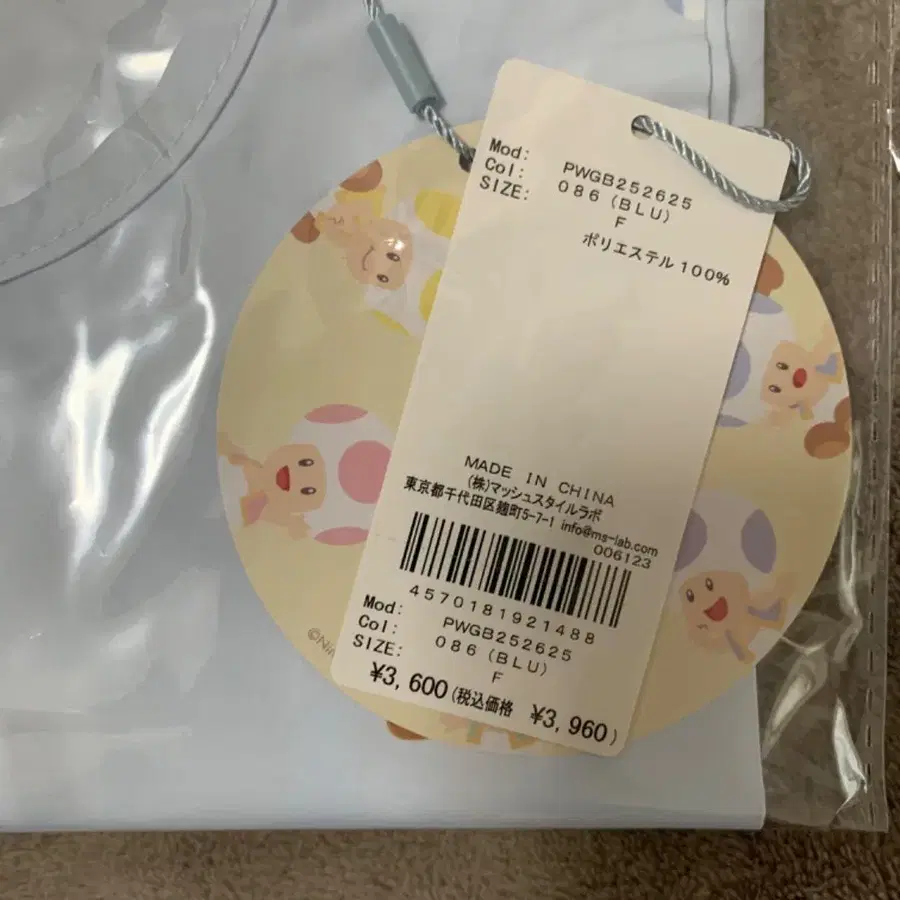 Mod: PWGB252625
Col: 086 (BLU)
SIZE: F
ポリエステル 100%
MADE IN CHINA
(株)マッシュスタイルラボ
東京都千代田区麹町5-7-1 info@ms-lab.com
006123
4570181921488
Mod: PWGB252625
Col: 086 (BLU)
SIZE: F
¥3,600 (税込価格 ¥3,960)